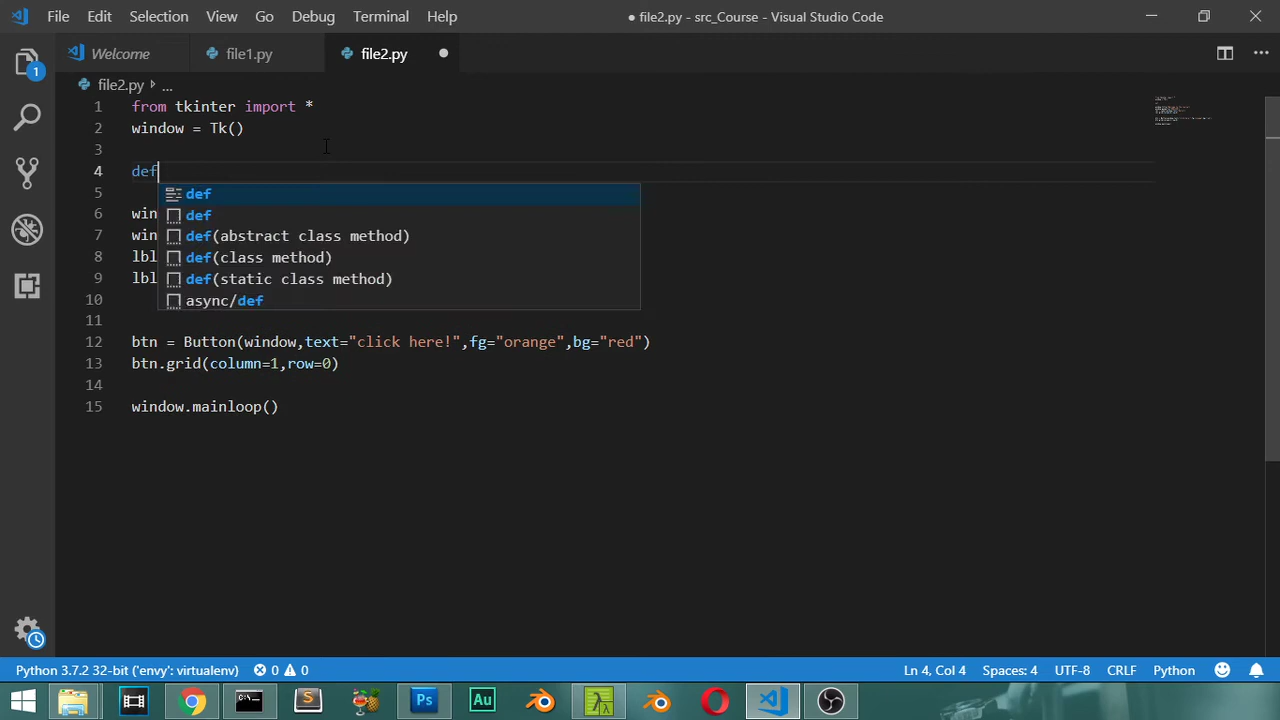 File Edit Selection View Go Debug Terminal Help ● file2.py - src_Course - Visual Studio Code
Welcome file1.py file2.py
1
file2.py ...
1 from tkinter import *
2 window = Tk()
3
4 def
def
5
def
6 win
def(abstract class method)
7 win
def(class method)
8 lbl
def(static class method)
9 lbl
async/def
10
11
12 btn = Button(window,text="click here!",fg="orange",bg="red")
13 btn.grid(column=1,row=0)
14
15 window.mainloop()
Python 3.7.2 32-bit ('envy': virtualenv) 0 0 Ln 4, Col 4 Spaces: 4 UTF-8 CRLF Python
S Ps Au λ